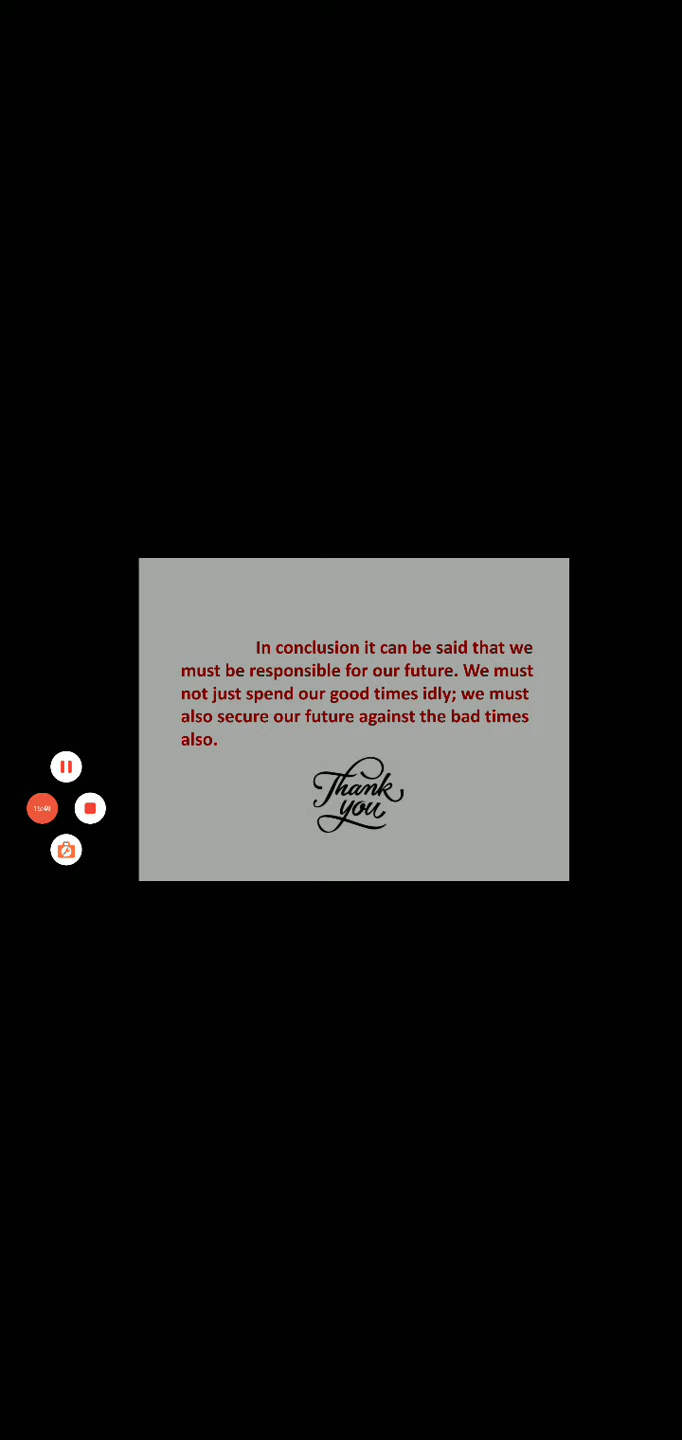 In conclusion it can be said that we
must be responsible for our future. We must
not just spend our good times idly; we must
also secure our future against the bad times
also.
Thank
you